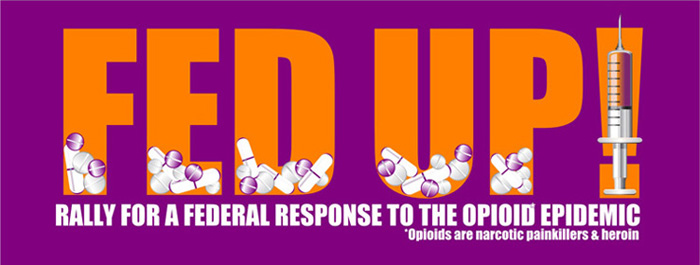 FED UP!
RALLY FOR A FEDERAL RESPONSE TO THE OPIOID* EPIDEMIC
*Opioids are narcotic painkillers & heroin